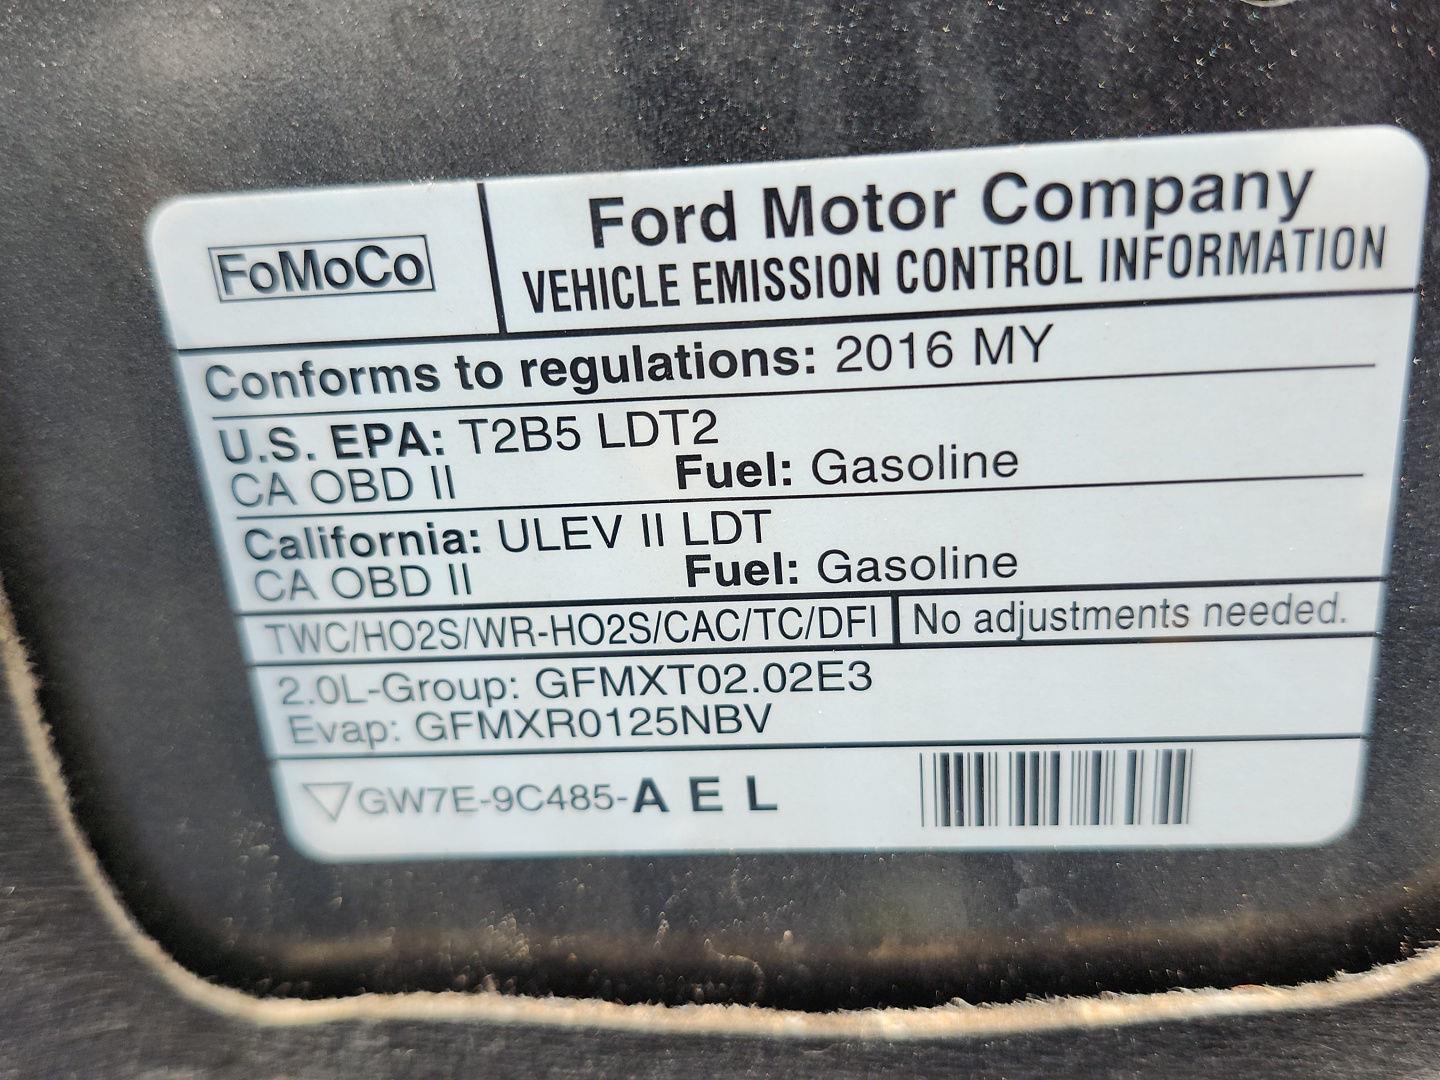 FoMoCo
Ford Motor Company
VEHICLE EMISSION CONTROL INFORMATION
Conforms to regulations: 2016 MY
U.S. EPA: T2B5 LDT2
CA OBD II Fuel: Gasoline
California: ULEV II LDT
CA OBD II Fuel: Gasoline
TWC/HO2S/WR-HO2S/CAC/TC/DFI No adjustments needed.
2.0L-Group: GFMXT02.02E3
Evap: GFMXR0125NBV
GW7E-9C485-A E L